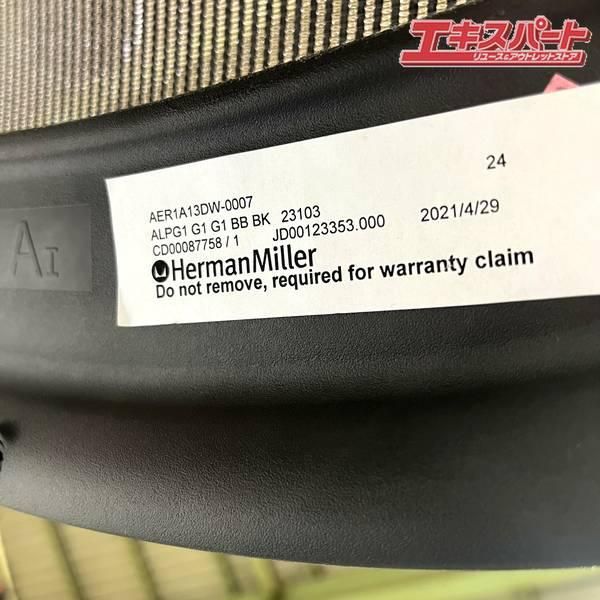 エキスパート
リユース&アウトレットストア
24
AER1A13DW-0007
ALPG1 G1 G1 BB BK 23103
CD00087758 / 1 JD00123353.000 2021/4/29
HermanMiller
Do not remove, required for warranty claim
AI